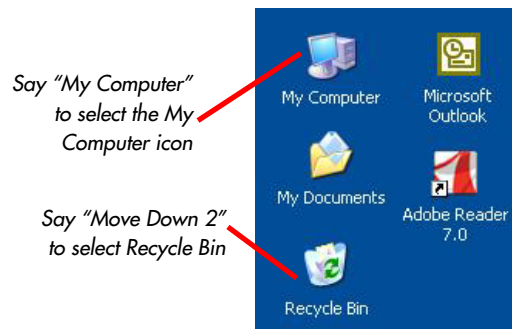 Say “My Computer”
to select the My
Computer icon
Say “Move Down 2”
to select Recycle Bin
My Computer
Microsoft
Outlook
My Documents
Adobe Reader
7.0
Recycle Bin